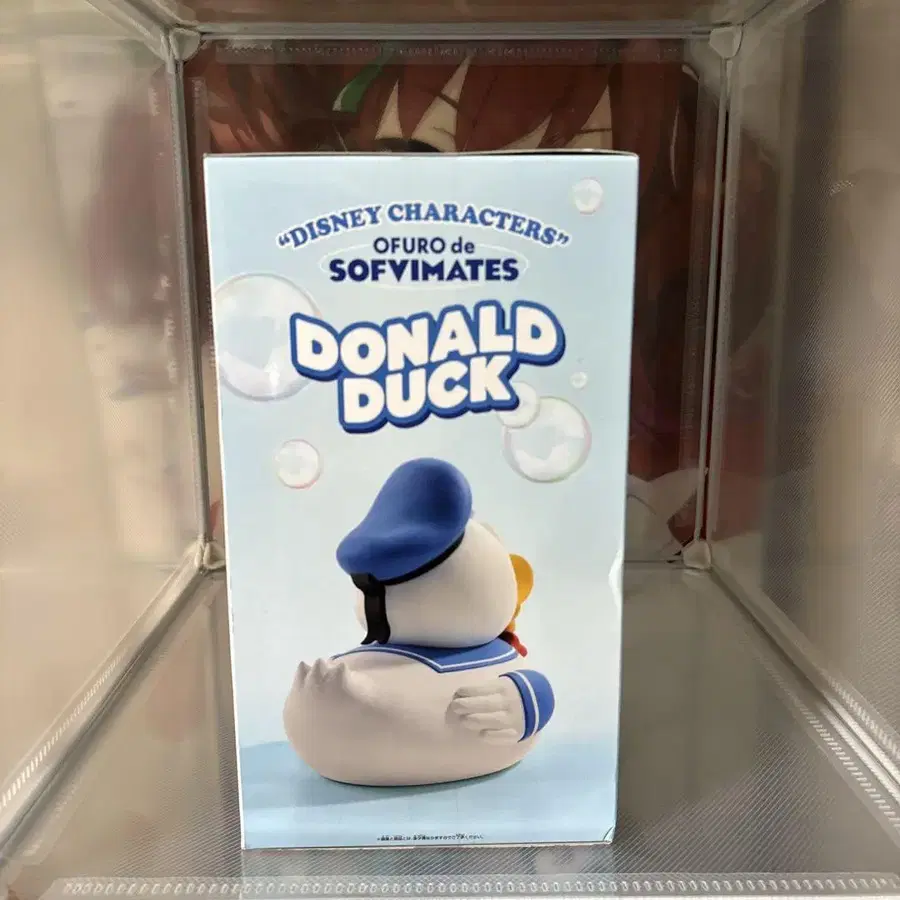 "DISNEY CHARACTERS"
OFURO de
SOFVIMATES
DONALD
DUCK